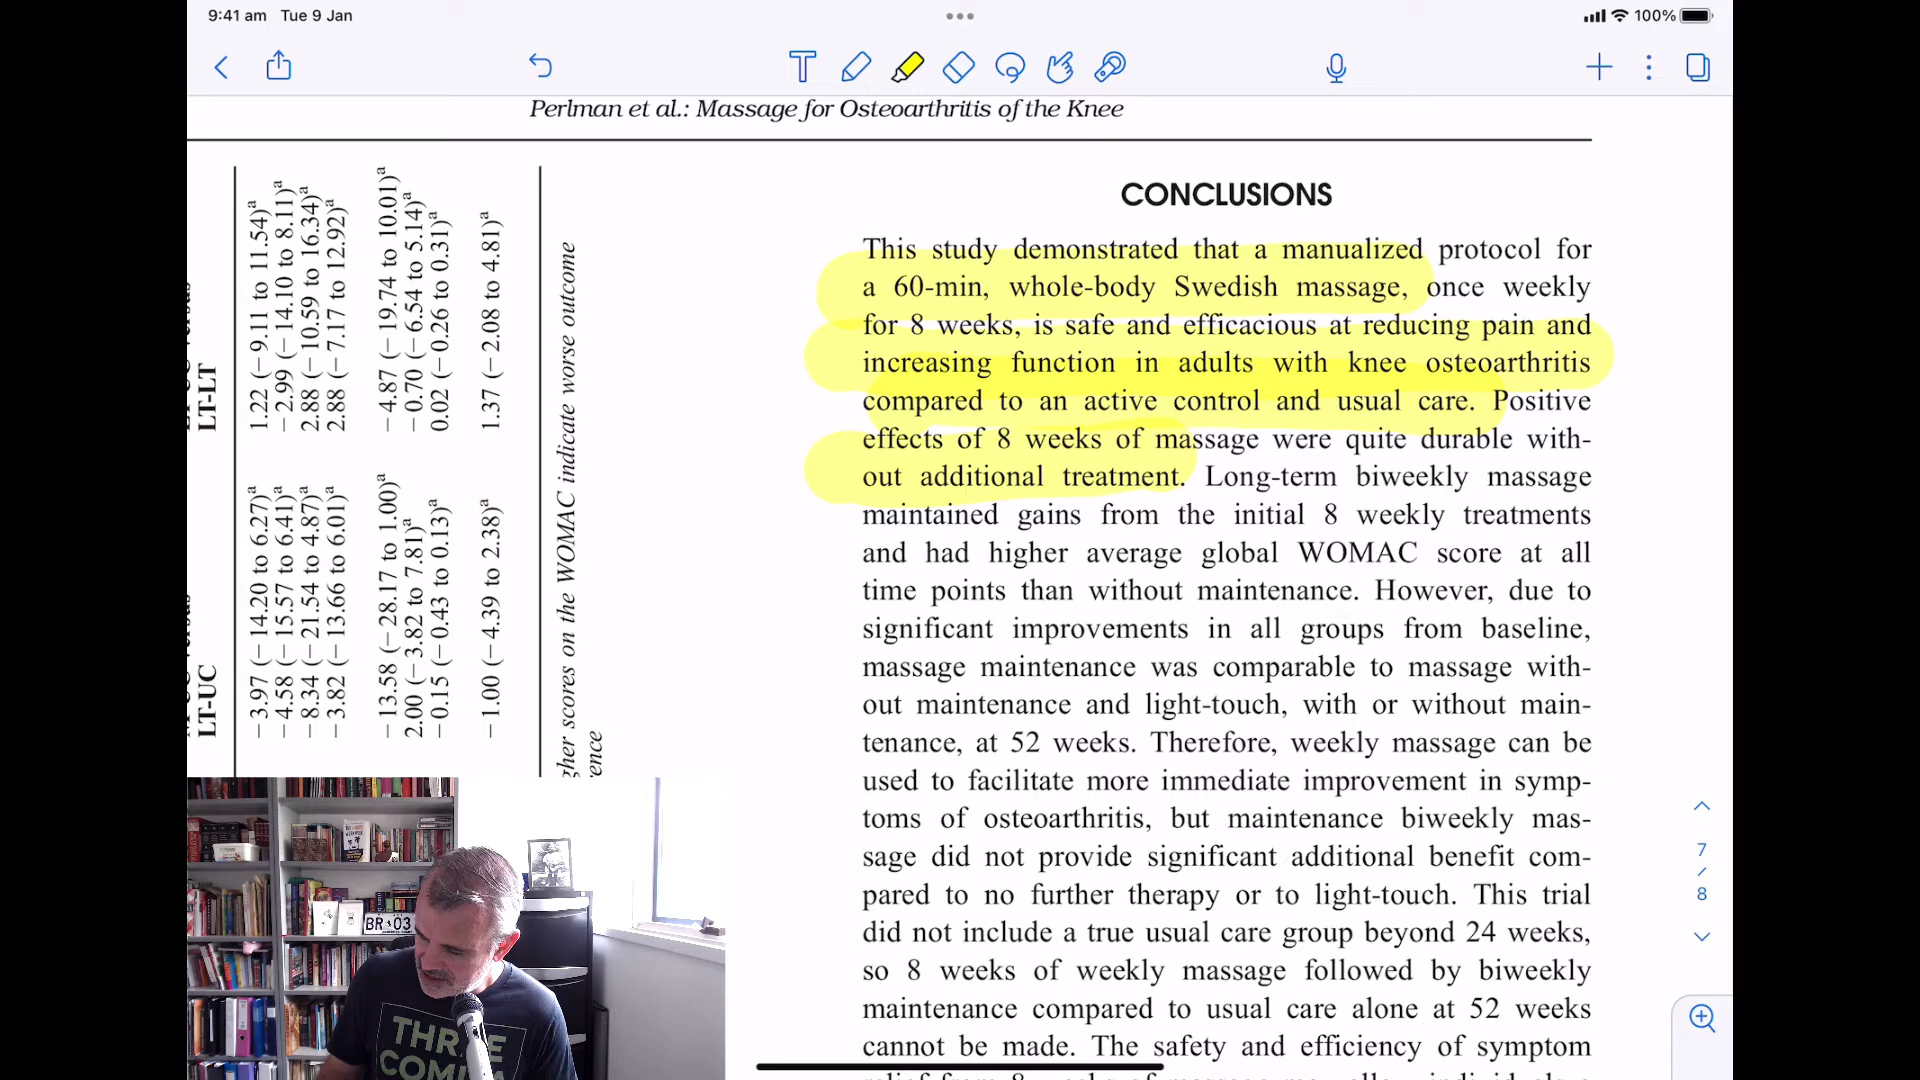 9:41 am Tue 9 Jan
100%
Perlman et al.: Massage for Osteoarthritis of the Knee
LT-LT
1.22 (−9.11 to 11.54)a
−2.99 (−14.10 to 8.11)a
2.88 (−10.59 to 16.34)a
2.88 (−7.17 to 12.92)a
−4.87 (−19.74 to 10.01)a
−0.70 (−6.54 to 5.14)a
0.02 (−0.26 to 0.31)a
1.37 (−2.08 to 4.81)a
LT-UC
−3.97 (−14.20 to 6.27)a
−4.58 (−15.57 to 6.41)a
−8.34 (−21.54 to 4.87)a
−3.82 (−13.66 to 6.01)a
−13.58 (−28.17 to 1.00)a
2.00 (−3.82 to 7.81)a
−0.15 (−0.43 to 0.13)a
−1.00 (−4.39 to 2.38)a
gher scores on the WOMAC indicate worse outcome
rence
CONCLUSIONS
This study demonstrated that a manualized protocol for
a 60-min, whole-body Swedish massage, once weekly
for 8 weeks, is safe and efficacious at reducing pain and
increasing function in adults with knee osteoarthritis
compared to an active control and usual care. Positive
effects of 8 weeks of massage were quite durable with-
out additional treatment. Long-term biweekly massage
maintained gains from the initial 8 weekly treatments
and had higher average global WOMAC score at all
time points than without maintenance. However, due to
significant improvements in all groups from baseline,
massage maintenance was comparable to massage with-
out maintenance and light-touch, with or without main-
tenance, at 52 weeks. Therefore, weekly massage can be
used to facilitate more immediate improvement in symp-
toms of osteoarthritis, but maintenance biweekly mas-
sage did not provide significant additional benefit com-
pared to no further therapy or to light-touch. This trial
did not include a true usual care group beyond 24 weeks,
so 8 weeks of weekly massage followed by biweekly
maintenance compared to usual care alone at 52 weeks
cannot be made. The safety and efficiency of symptom
7
/
8
BR 03
THREE
COMMA